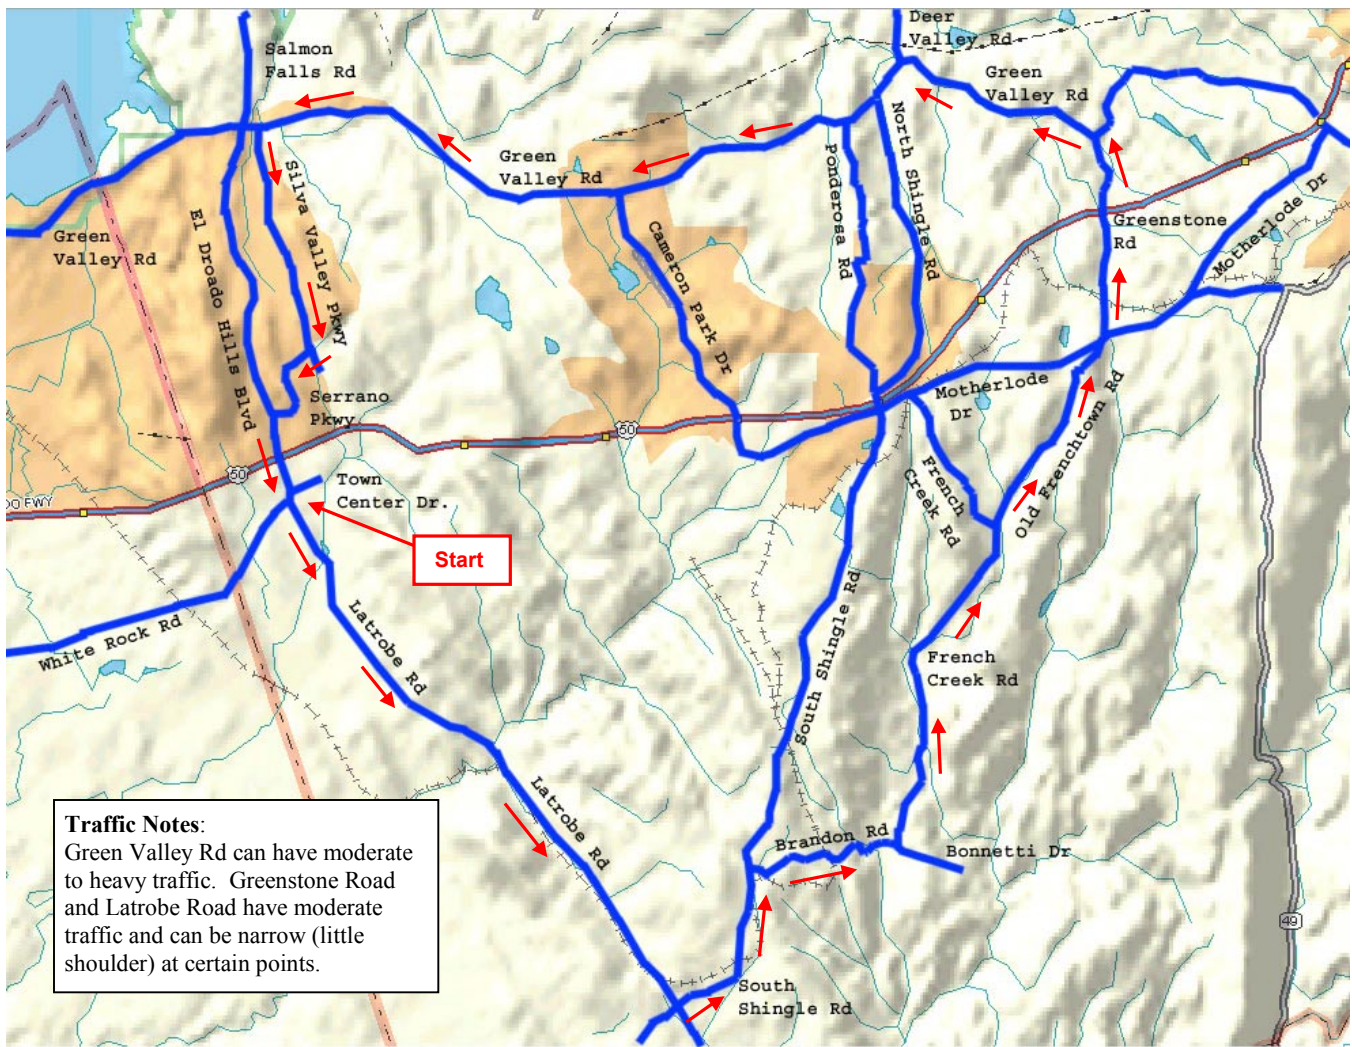 Salmon
Falls Rd
Deer
Valley Rd
Green
Valley Rd
Green
Valley Rd
Silva Valley Pkwy
El Droado Hills Blvd
Green
Valley Rd
Cameron Park Dr
Ponderosa Rd
North Shingle Rd
Greenstone
Rd
Motherlode Dr
Serrano
Pkwy
Motherlode
Dr
50
50
DO FWY
Town
Center Dr.
Start
French
Creek Rd
Old Frenchtown Rd
White Rock Rd
Latrobe Rd
South Shingle Rd
French
Creek Rd
Latrobe Rd
Brandon Rd
Bonnetti Dr
49
South
Shingle Rd
Traffic Notes:
Green Valley Rd can have moderate
to heavy traffic. Greenstone Road
and Latrobe Road have moderate
traffic and can be narrow (little
shoulder) at certain points.